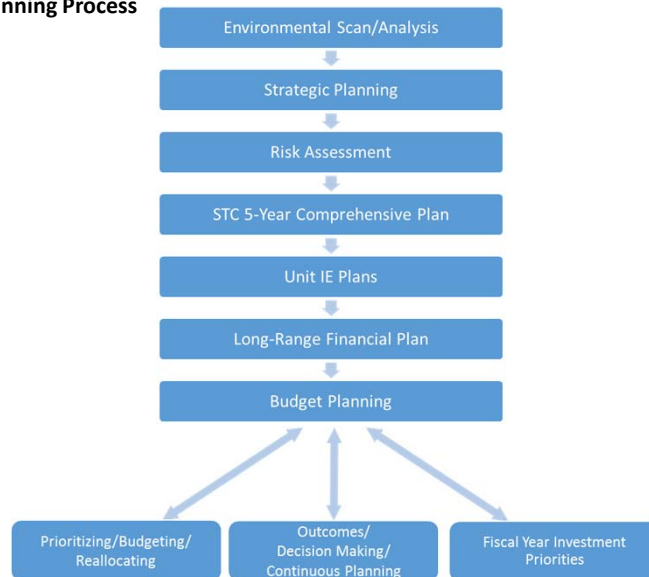 nning Process
Environmental Scan/Analysis
Strategic Planning
Risk Assessment
STC 5-Year Comprehensive Plan
Unit IE Plans
Long-Range Financial Plan
Budget Planning
Prioritizing/Budgeting/
Reallocating
Outcomes/
Decision Making/
Continuous Planning
Fiscal Year Investment
Priorities